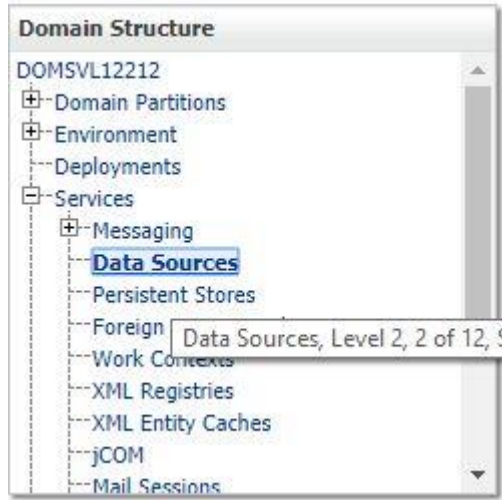 Domain Structure
DOMSVL12212
Domain Partitions
Environment
Deployments
Services
Messaging
Data Sources
Persistent Stores
Foreign
Data Sources, Level 2, 2 of 12,
Work Contexts
XML Registries
XML Entity Caches
jCOM
Mail Sessions